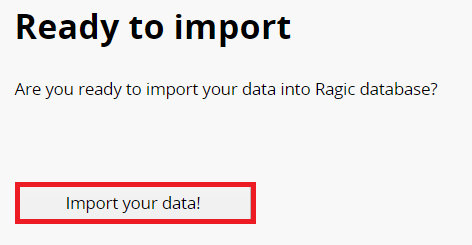 Ready to import
Are you ready to import your data into Ragic database?
Import your data!